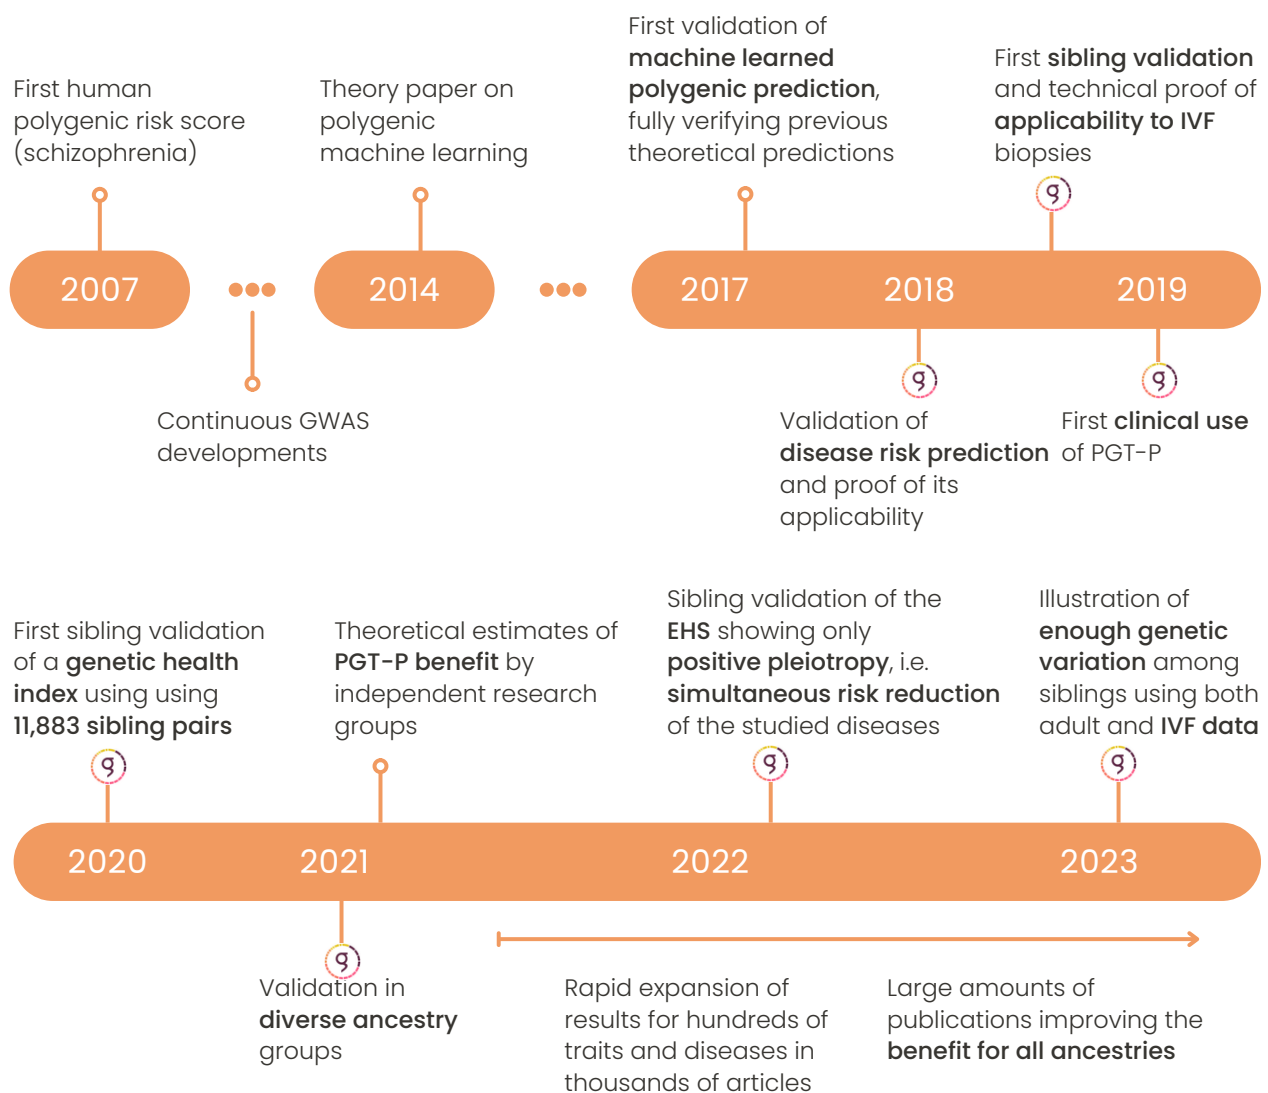 First human
polygenic risk score
(schizophrenia)
Theory paper on
polygenic
machine learning
First validation of
machine learned
polygenic prediction,
fully verifying previous
theoretical predictions
First sibling validation
and technical proof of
applicability to IVF
biopsies
g
2007
2014
2017
2018
2019
g
g
Continuous GWAS
developments
Validation of
disease risk prediction
and proof of its
applicability
First clinical use
of PGT-P
First sibling validation
of a genetic health
index using using
11,883 sibling pairs
Theoretical estimates of
PGT-P benefit by
independent research
groups
Sibling validation of the
EHS showing only
positive pleiotropy, i.e.
simultaneous risk reduction
of the studied diseases
Illustration of
enough genetic
variation among
siblings using both
adult and IVF data
g
g
g
2020
2021
2022
2023
g
Validation in
diverse ancestry
groups
Rapid expansion of
results for hundreds of
traits and diseases in
thousands of articles
Large amounts of
publications improving the
benefit for all ancestries